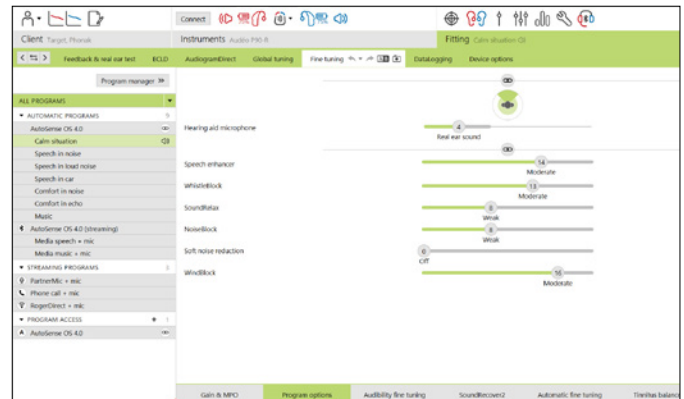 Connect
Client Target, Phonak
Instruments Audéo P90-R
Fitting Calm situation
Feedback & real ear test
ECLD
AudiogramDirect
Global tuning
Fine tuning
DataLogging
Device options
Program manager
ALL PROGRAMS
AUTOMATIC PROGRAMS
AutoSense OS 4.0
Calm situation
Speech in noise
Speech in loud noise
Speech in car
Comfort in noise
Comfort in echo
Music
AutoSense OS 4.0 (streaming)
Media speech + mic
Media music + mic
STREAMING PROGRAMS
PartnerMic + mic
Phone call + mic
RogerDirect + mic
PROGRAM ACCESS
A AutoSense OS 4.0
Hearing aid microphone
4
Real ear sound
Speech enhancer
14
Moderate
WhistleBlock
13
Moderate
SoundRelax
8
Weak
NoiseBlock
8
Weak
Soft noise reduction
0
Off
WindBlock
16
Moderate
Gain & MPO
Program options
Audibility fine tuning
SoundRecover2
Automatic fine tuning
Tinnitus balance